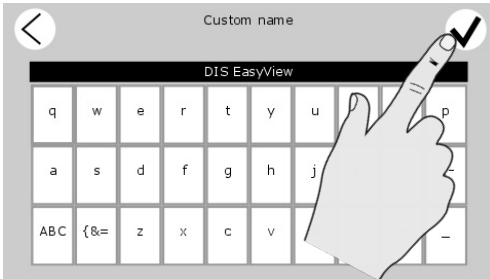 Custom name
DIS EasyView
q w e r t y u p
a s d f g h j
ABC {&= z x c v _